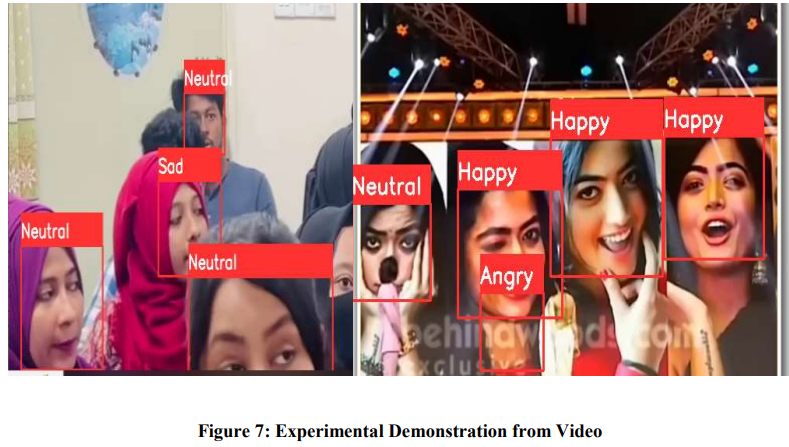 Neutral
Sad
Neutral
Neutral
Neutral
Happy
Happy
Happy
Angry
behindwoods.com
exclusive
Figure 7: Experimental Demonstration from Video